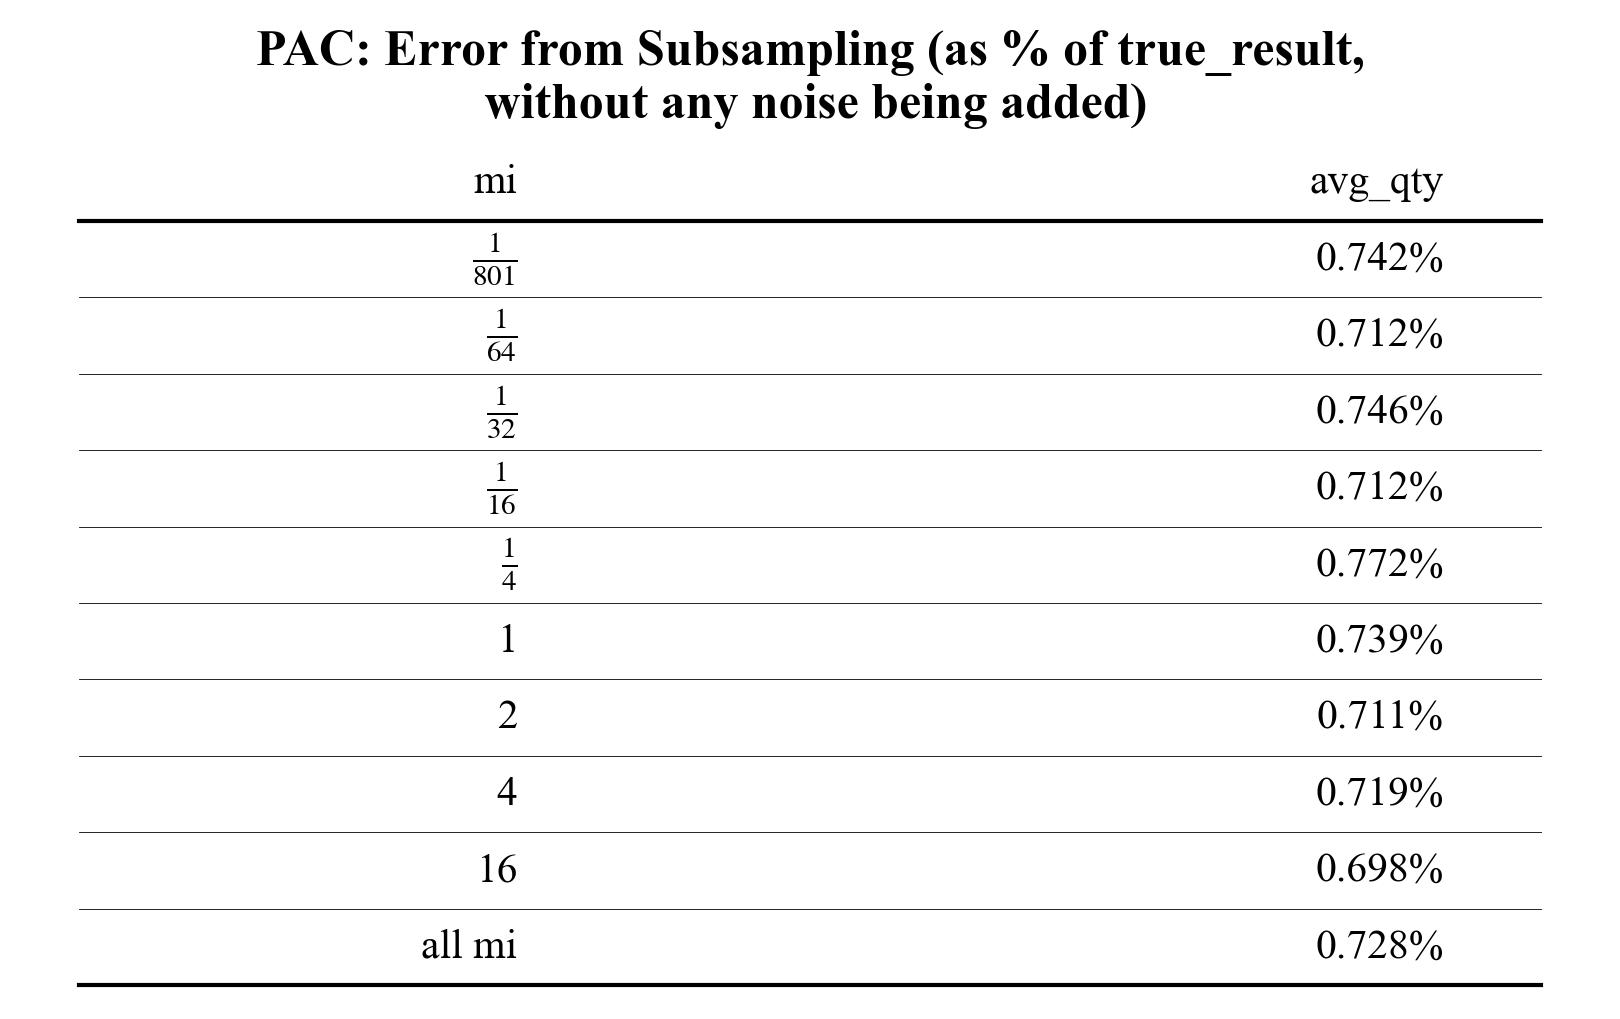 PAC: Error from Subsampling (as % of true_result,
without any noise being added)
mi avg_qty
1/801 0.742%
1/64 0.712%
1/32 0.746%
1/16 0.712%
1/4 0.772%
1 0.739%
2 0.711%
4 0.719%
16 0.698%
all mi 0.728%